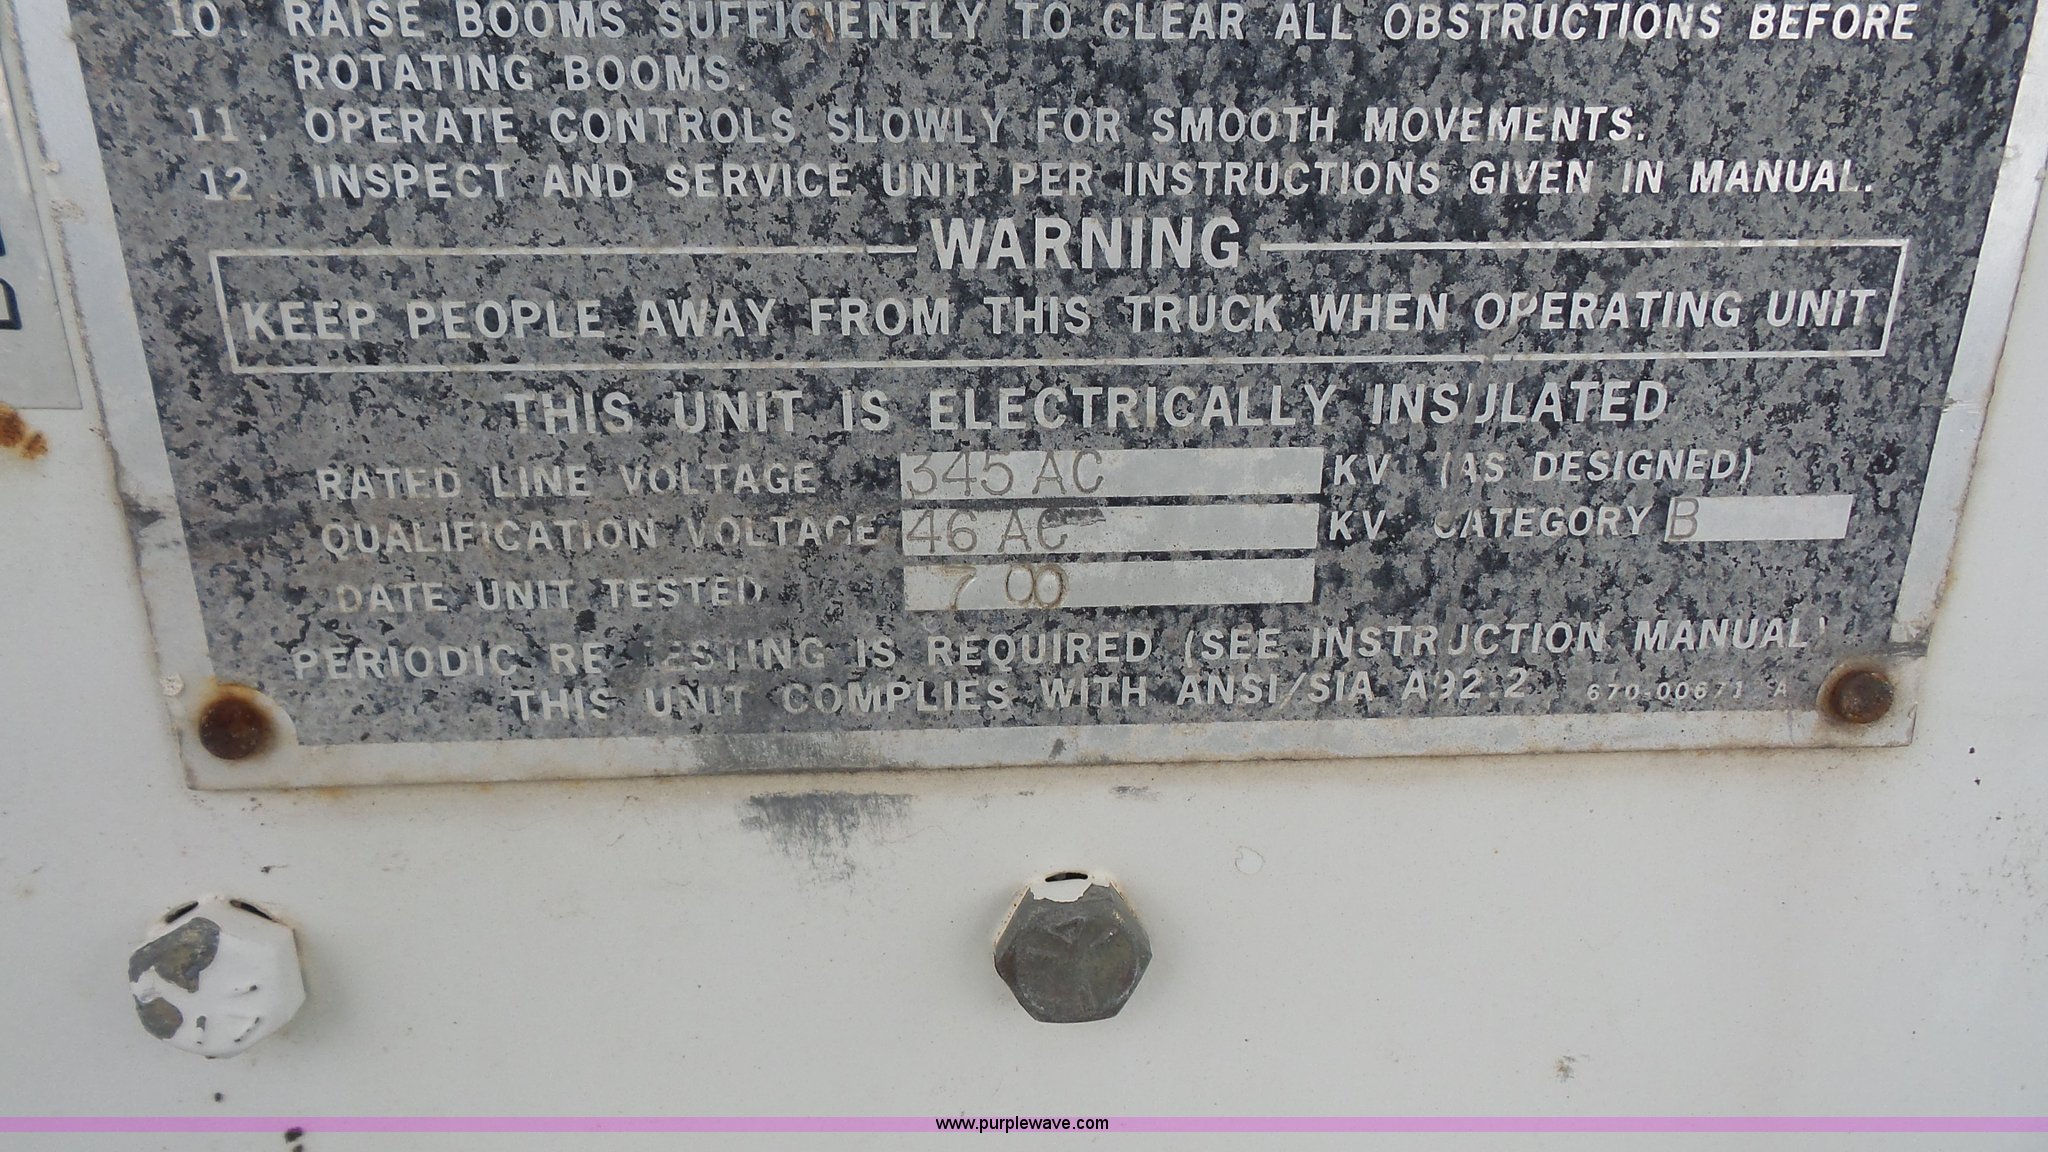 10. RAISE BOOMS SUFFICIENTLY TO CLEAR ALL OBSTRUCTIONS BEFORE
ROTATING BOOMS.
11. OPERATE CONTROLS SLOWLY FOR SMOOTH MOVEMENTS.
12. INSPECT AND SERVICE UNIT PER INSTRUCTIONS GIVEN IN MANUAL.
WARNING
KEEP PEOPLE AWAY FROM THIS TRUCK WHEN OPERATING UNIT
THIS UNIT IS ELECTRICALLY INSULATED
RATED LINE VOLTAGE 345 AC KV (AS DESIGNED)
QUALIFICATION VOLTAGE 46 AC KV CATEGORY B
DATE UNIT TESTED 7 00
PERIODIC RE-TESTING IS REQUIRED (SEE INSTRUCTION MANUAL)
THIS UNIT COMPLIES WITH ANSI/SIA A92.2 670-00671 A
www.purplewave.com